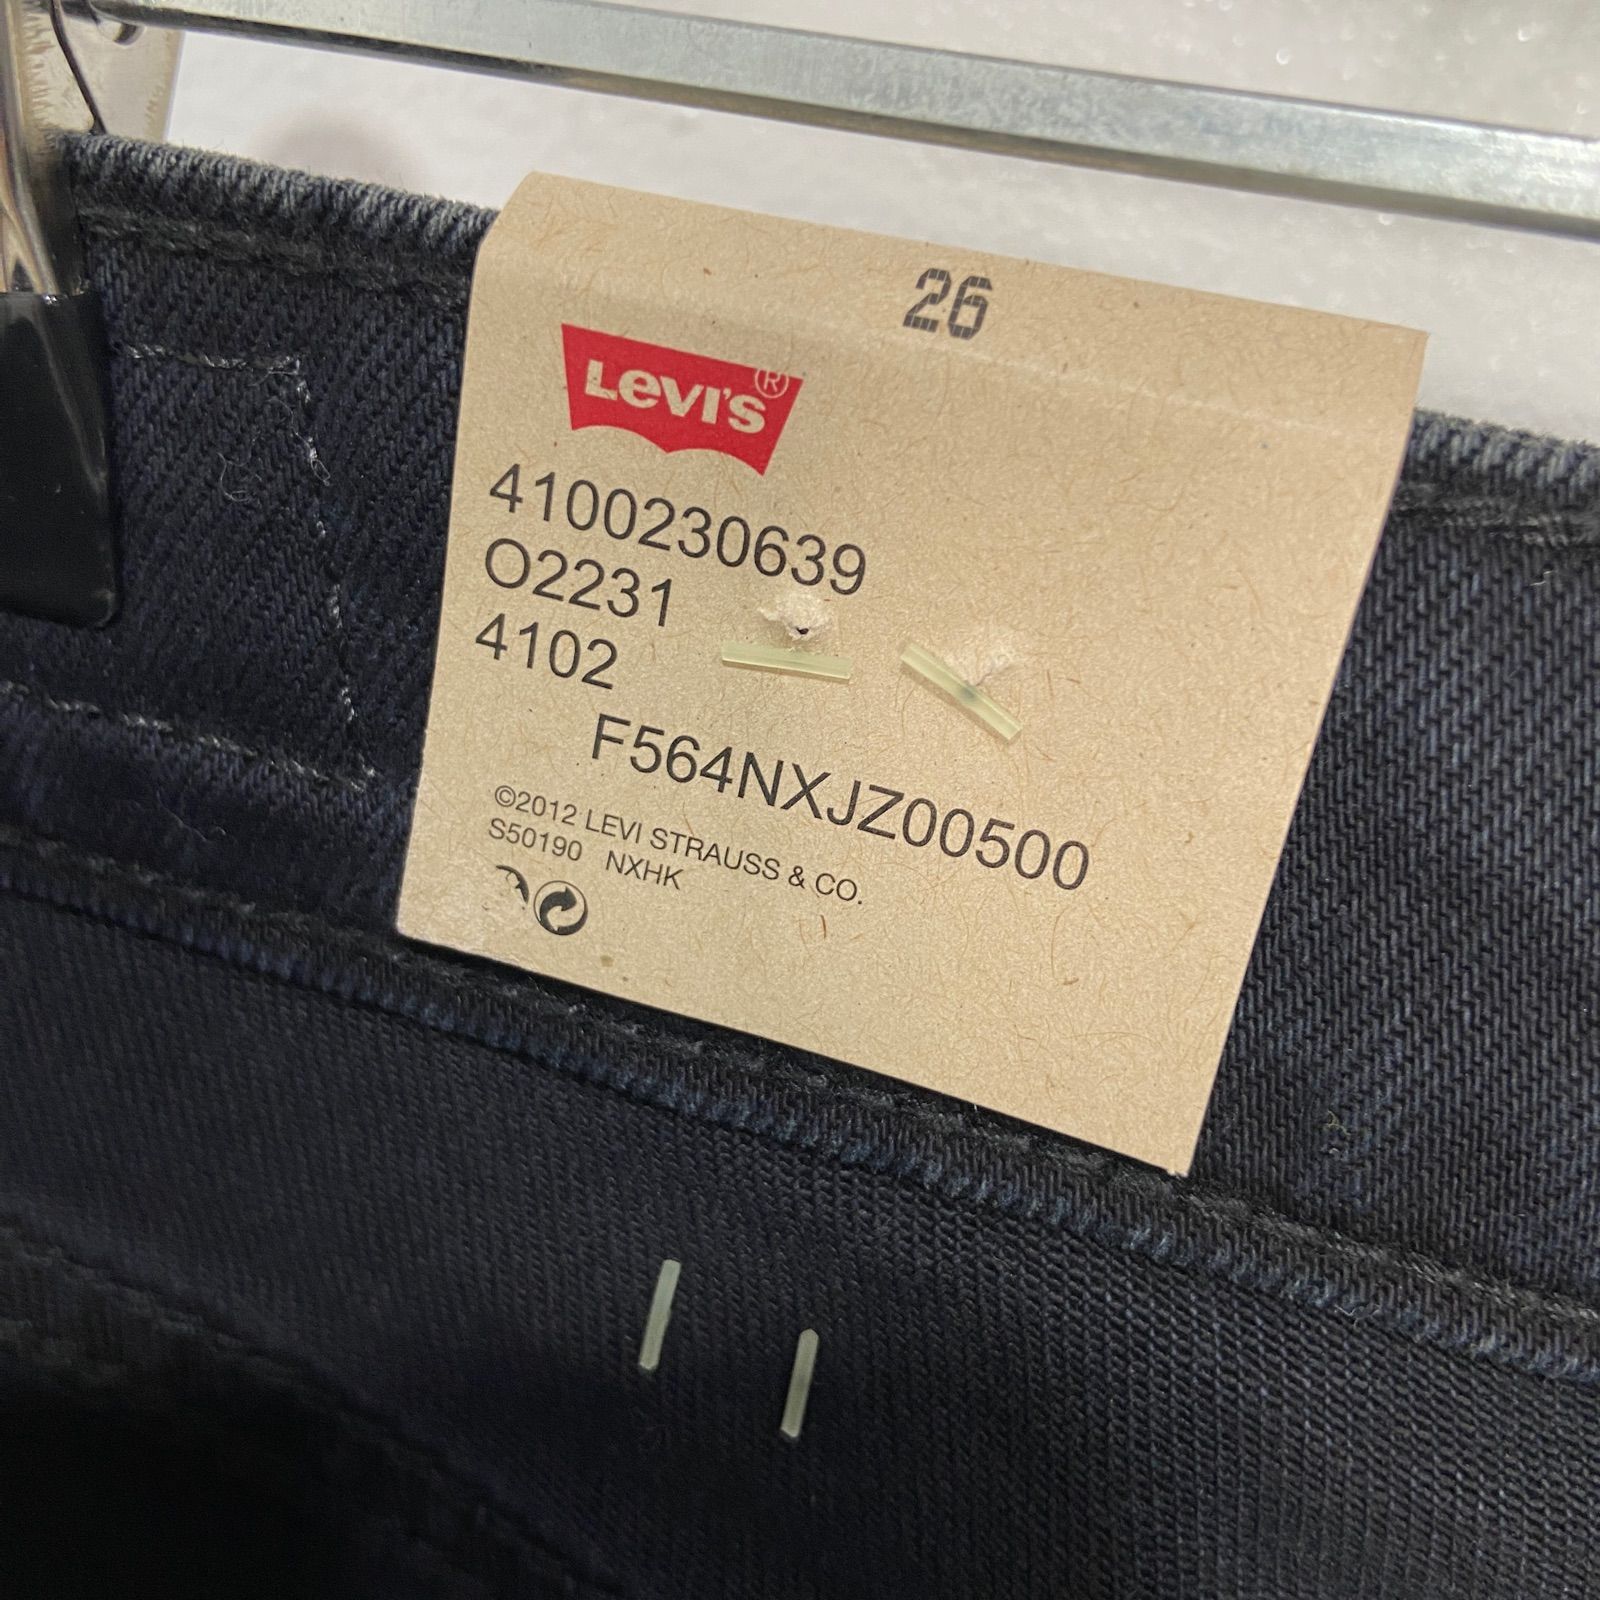 26
LEVI'S®
4100230639
O2231
4102
F564NXJZ00500
©2012 LEVI STRAUSS & CO.
S50190 NXHK